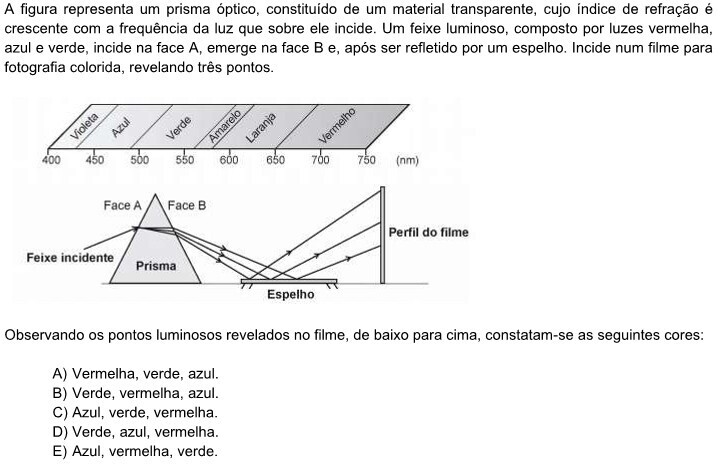 A figura representa um prisma óptico, constituído de um material transparente, cujo índice de refração é
crescente com a frequência da luz que sobre ele incide. Um feixe luminoso, composto por luzes vermelha,
azul e verde, incide na face A, emerge na face B e, após ser refletido por um espelho. Incide num filme para
fotografia colorida, revelando três pontos.
Violeta Azul Verde Amarelo Laranja Vermelho
400 450 500 550 600 650 700 750 (nm)
Face A Face B
Perfil do filme
Feixe incidente
Prisma
Espelho
Observando os pontos luminosos revelados no filme, de baixo para cima, constatam-se as seguintes cores:
A) Vermelha, verde, azul.
B) Verde, vermelha, azul.
C) Azul, verde, vermelha.
D) Verde, azul, vermelha.
E) Azul, vermelha, verde.